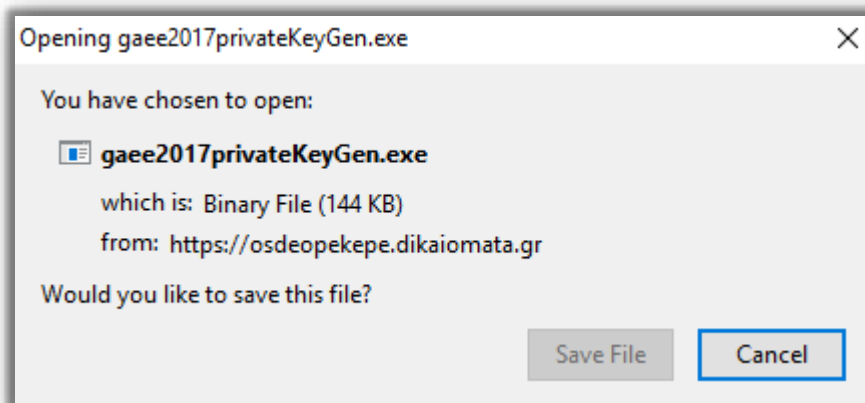 Opening gaee2017privateKeyGen.exe
You have chosen to open:
gaee2017privateKeyGen.exe
which is: Binary File (144 KB)
from: https://osdeopekepe.dikaiomata.gr
Would you like to save this file?
Save File Cancel